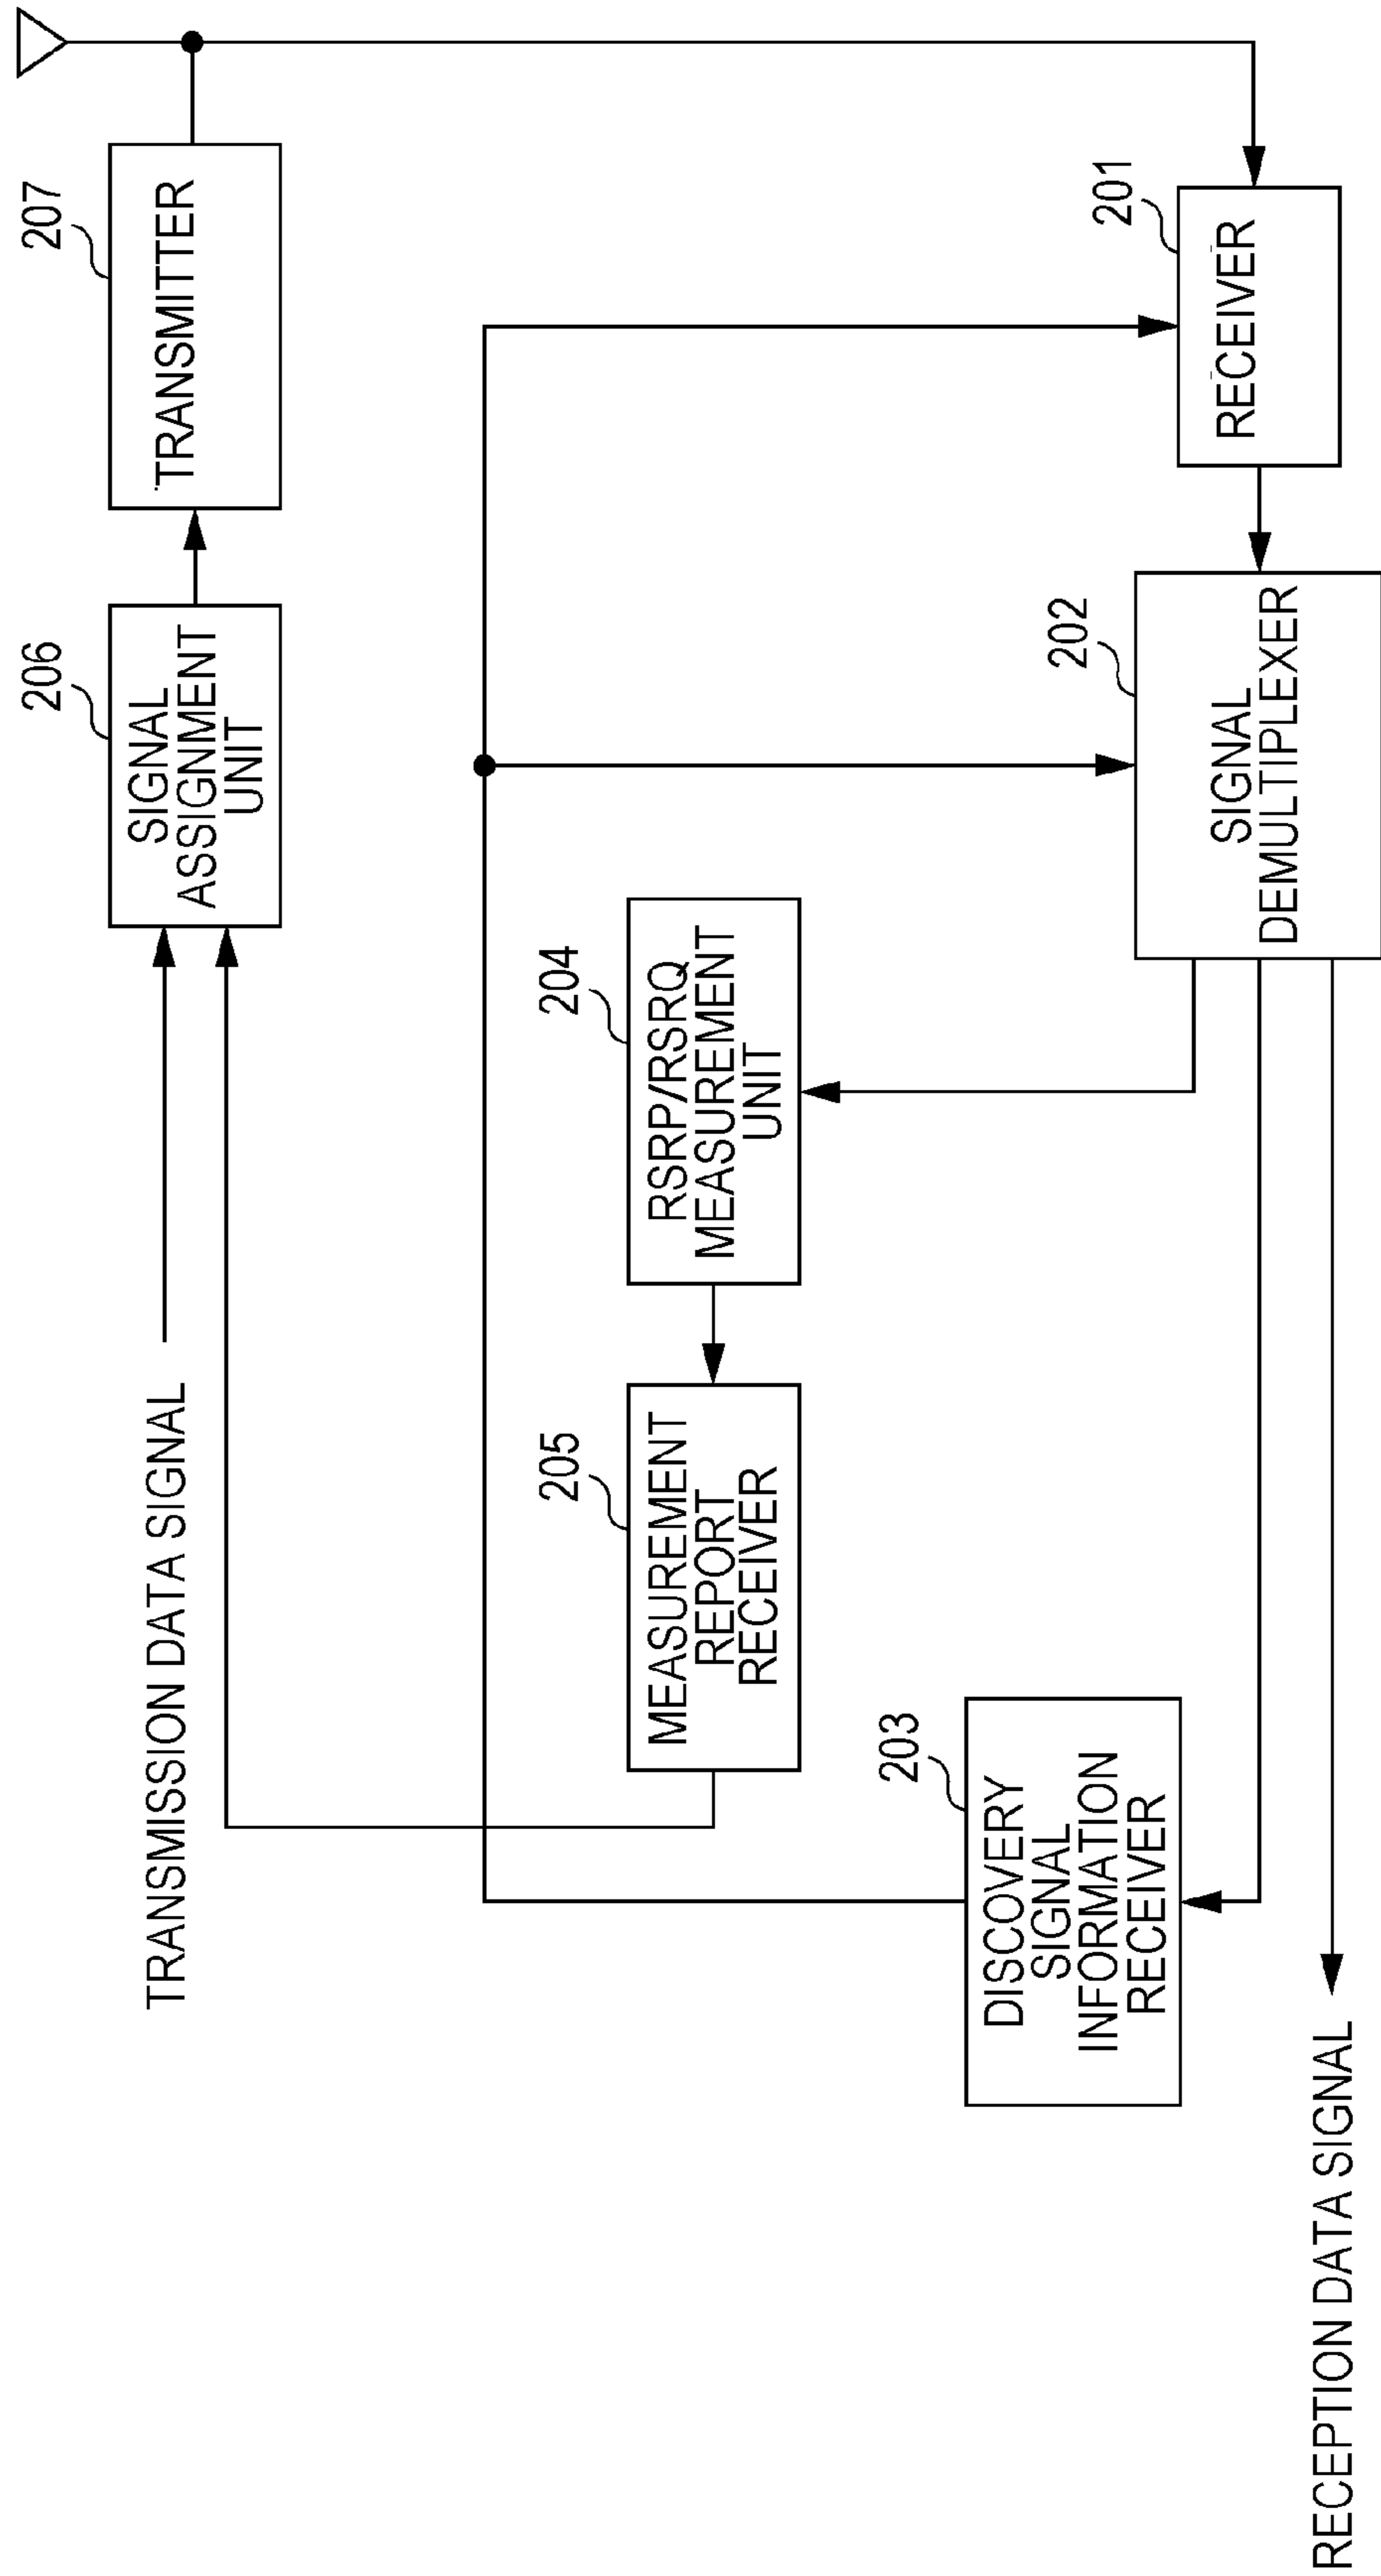 TRANSMISSION DATA SIGNAL
206
SIGNAL
ASSIGNMENT
UNIT
207
TRANSMITTER
205
MEASUREMENT
REPORT
RECEIVER
204
RSRP/RSRQ
MEASUREMENT
UNIT
203
DISCOVERY
SIGNAL
INFORMATION
RECEIVER
202
SIGNAL
DEMULTIPLEXER
201
RECEIVER
RECEPTION DATA SIGNAL